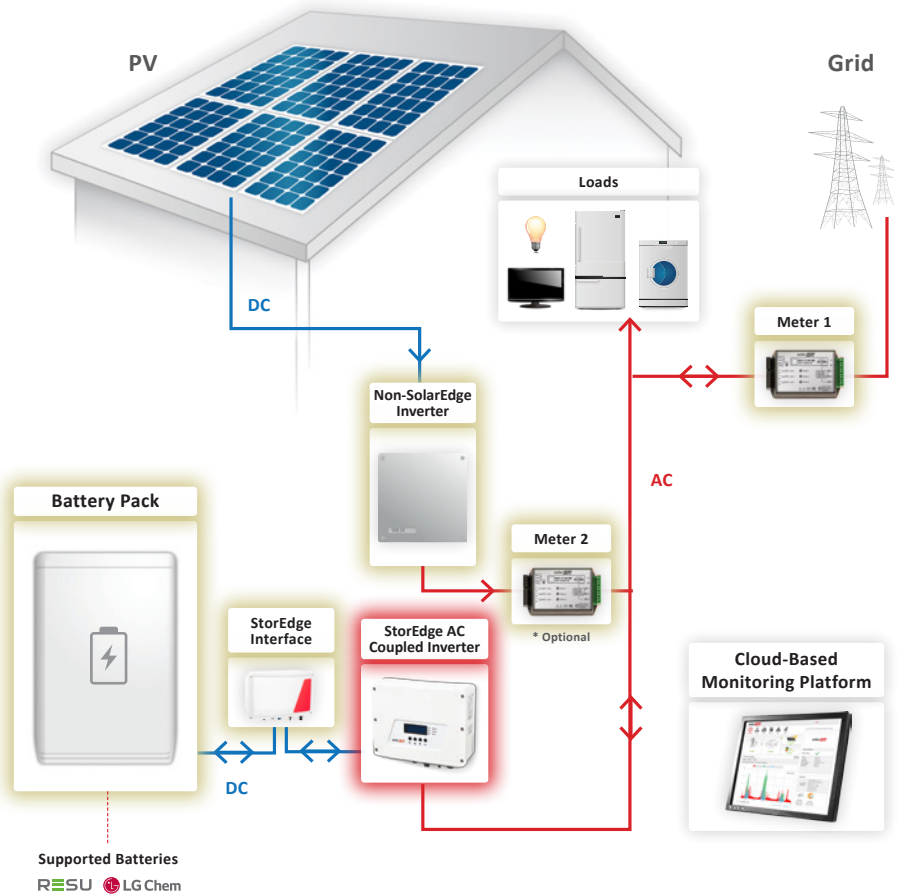 PV
Grid
Loads
DC
Meter 1
Non-SolarEdge
Inverter
AC
Battery Pack
Meter 2
* Optional
StorEdge
Interface
StorEdge AC
Coupled Inverter
Cloud-Based
Monitoring Platform
DC
Supported Batteries
RESU LG Chem